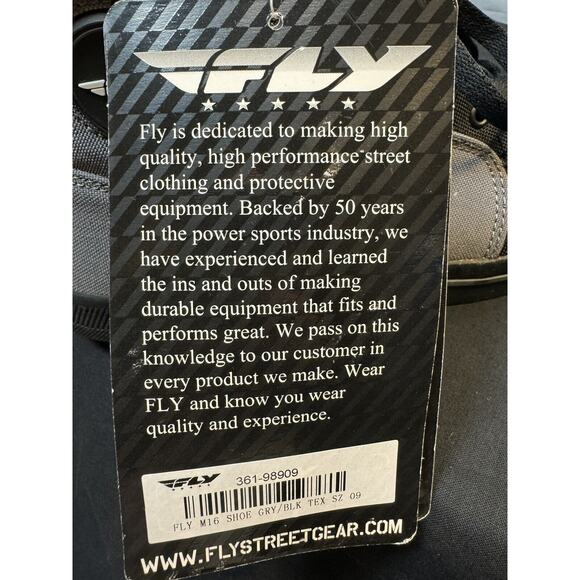 FLY
Fly is dedicated to making high
quality, high performance street
clothing and protective
equipment. Backed by 50 years
in the power sports industry, we
have experienced and learned
the ins and outs of making
durable equipment that fits and
performs great. We pass on this
knowledge to our customer in
every product we make. Wear
FLY and know you wear
quality and experience.
FLY 361-98909
FLY M16 SHOE GRY/BLK TEX SZ 09
WWW.FLYSTREETGEAR.COM